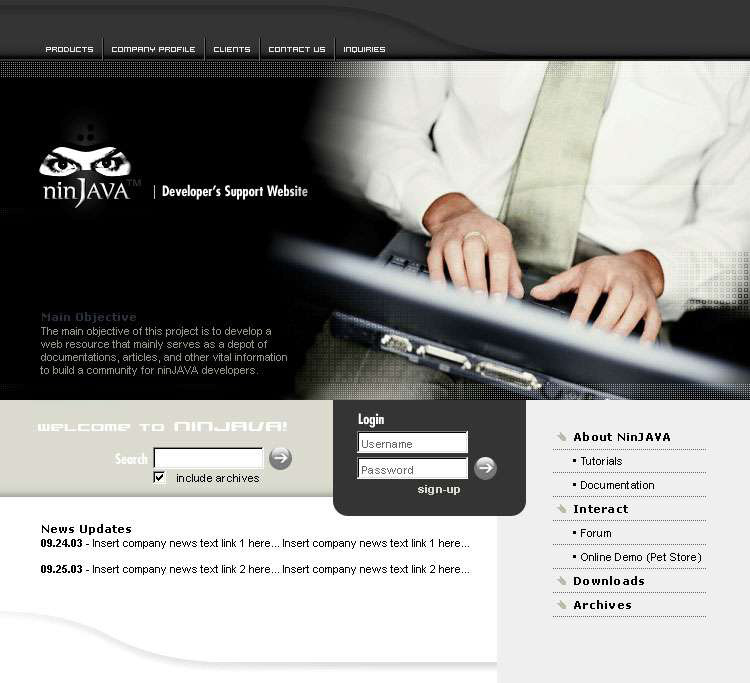 PRODUCTS
COMPANY PROFILE
CLIENTS
CONTACT US
INQUIRIES
ninJAVA™ | Developer's Support Website
Main Objective
The main objective of this project is to develop a
web resource that mainly serves as a depot of
documentations, articles, and other vital information
to build a community for ninJAVA developers.
WELCOME TO NINJAVA!
Search
include archives
Login
Username
Password
sign-up
News Updates
09.24.03 - Insert company news text link 1 here... Insert company news text link 1 here...
09.25.03 - Insert company news text link 2 here... Insert company news text link 2 here...
About NinJAVA
Tutorials
Documentation
Interact
Forum
Online Demo (Pet Store)
Downloads
Archives